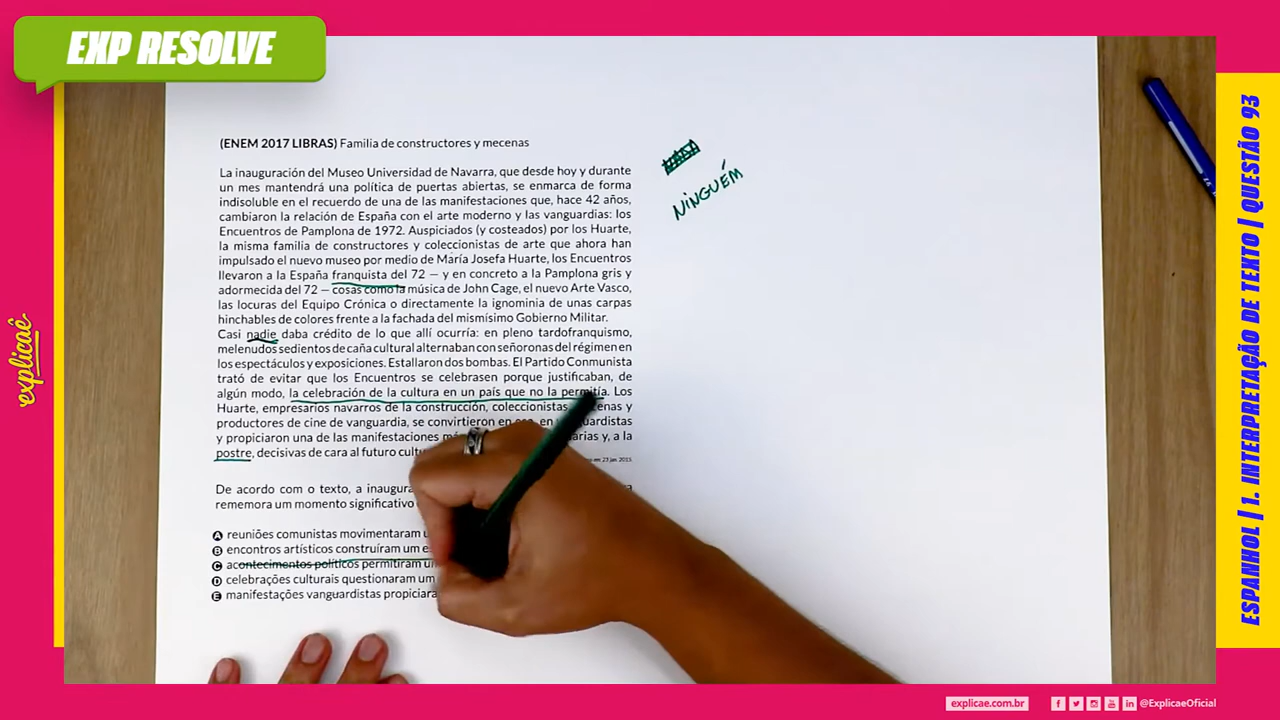 EXP RESOLVE
(ENEM 2017 LIBRAS) Familia de constructores y mecenas
La inauguración del Museo Universidad de Navarra, que desde hoy y durante
un mes mantendrá una política de puertas abiertas, se enmarca de forma
indisoluble en el recuerdo de una de las manifestaciones que, hace 42 años,
cambiaron la relación de España con el arte moderno y las vanguardias: los
Encuentros de Pamplona de 1972. Auspiciados (y costeados) por los Huarte,
la misma familia de constructores y coleccionistas de arte que ahora han
impulsado el nuevo museo por medio de María Josefa Huarte, los Encuentros
llevaron a la España franquista del 72 — y en concreto a la Pamplona gris y
adormecida del 72 — cosas como la música de John Cage, el nuevo Arte Vasco,
las locuras del Equipo Crónica o directamente la ignominia de unas carpas
hinchables de colores frente a la fachada del mismísimo Gobierno Militar.
Casi nadie daba crédito de lo que allí ocurría: en pleno tardofranquismo,
melenudos sedientos de caña cultural alternaban con señoronas del régimen en
los espectáculos y exposiciones. Estallaron dos bombas. El Partido Conmunista
trató de evitar que los Encuentros se celebrasen porque justificaban, de
algún modo, la celebración de la cultura en un país que no la permitía. Los
Huarte, empresarios navarros de la construcción, coleccionistas, y
productores de cine de vanguardia, se convirtieron en en
y propiciaron una de las manifestaciones y, a la
postre, decisivas de cara al futuro
en 23 jan. 2015
De acordo com o texto, a
rememora um momento significativo
A reuniões comunistas movimentaram
B encontros artísticos construíram um
C acontecimentos políticos permitiram
D celebrações culturais questionaram um
E manifestações vanguardistas
NINGUÉM
explicaê
ESPANHOL | 1. INTERPRETAÇÃO DE TEXTO | QUESTÃO 93
explicae.com.br @ExplicaeOficial